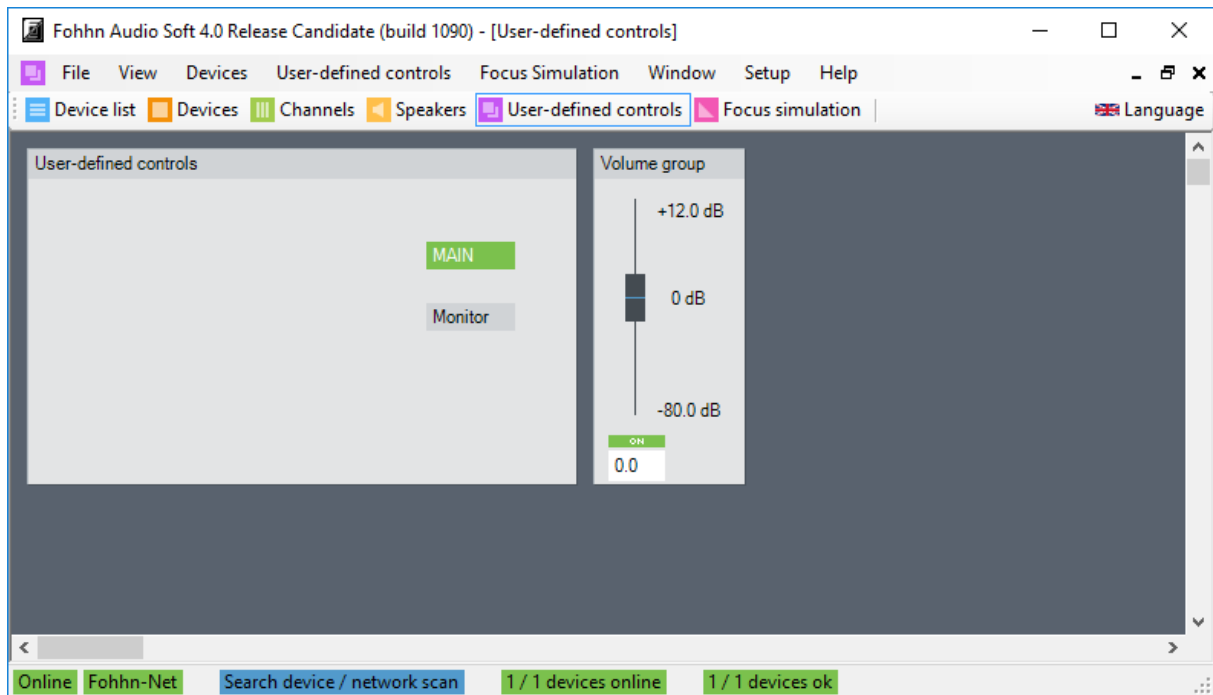 Fohhn Audio Soft 4.0 Release Candidate (build 1090) - [User-defined controls]
File View Devices User-defined controls Focus Simulation Window Setup Help
Device list Devices Channels Speakers User-defined controls Focus simulation Language
User-defined controls Volume group
+12.0 dB
MAIN
0 dB
Monitor
-80.0 dB
ON
0.0
Online Fohhn-Net Search device / network scan 1 / 1 devices online 1 / 1 devices ok